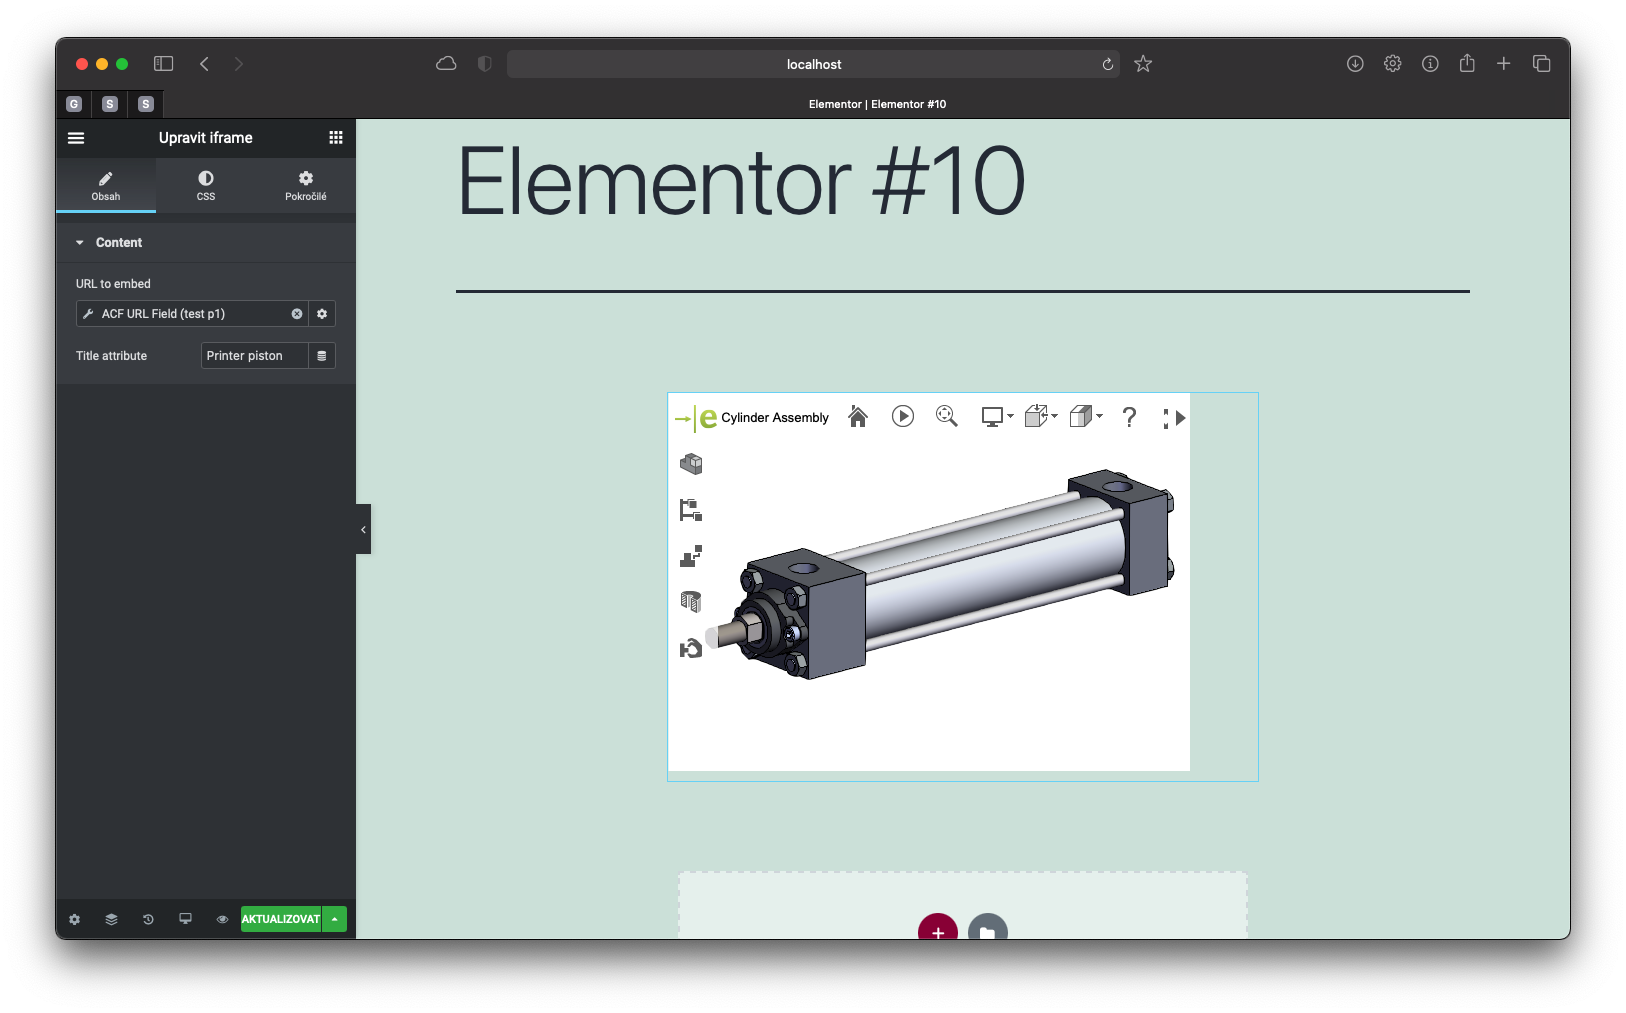 localhost
G
S
S
Elementor | Elementor #10
Upravit iframe
Obsah
CSS
Pokročilé
Content
URL to embed
ACF URL Field (test p1)
Title attribute
Printer piston
AKTUALIZOVAT
Elementor #10
e Cylinder Assembly
?